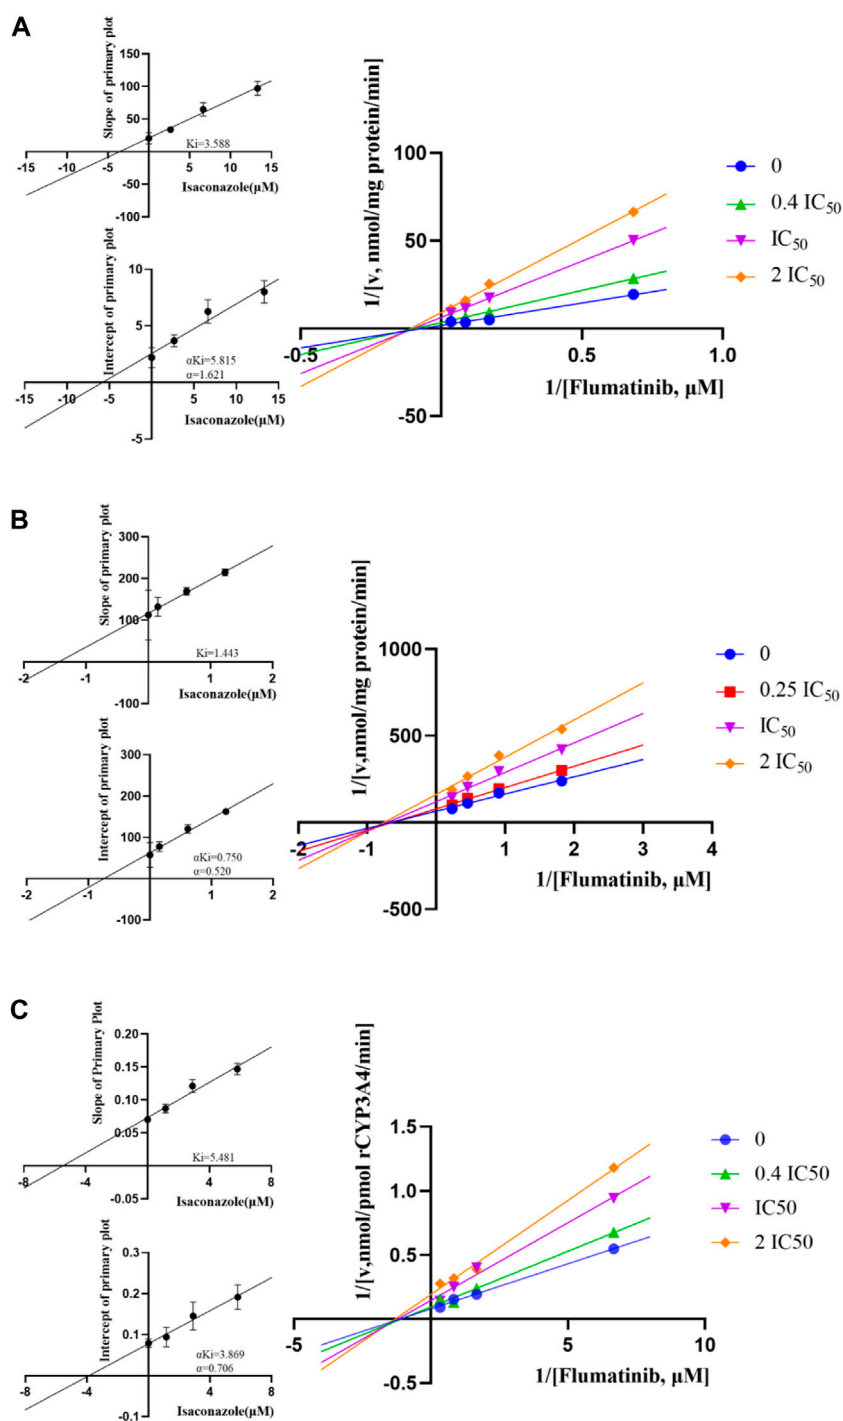 A
Slope of primary plot
150
100
50
-15 -10 -5 0 5 10 15
-50
-100
Ki=3.588
Isaconazole(μM)
Intercept of primary plot
10
5
-15 -10 -5 0 5 10 15
-5
αKi=5.815
α=1.621
Isaconazole(μM)
1/[v, nmol/mg protein/min]
100
50
-0.5 0.5 1.0
-50
1/[Flumatinib, μM]
0
0.4 IC50
IC50
2 IC50
B
Slope of primary plot
300
200
100
-2 -1 0 1 2
-100
Ki=1.443
Isaconazole(μM)
Intercept of primary plot
300
200
100
-2 -1 0 1 2
-100
αKi=0.750
α=0.520
Isaconazole(μM)
1/[v,nmol/mg protein/min]
1000
500
-2 -1 0 1 2 3 4
-500
1/[Flumatinib, μM]
0
0.25 IC50
IC50
2 IC50
C
Slope of Primary Plot
0.20
0.15
0.10
0.05
-8 -4 0 4 8
-0.05
Ki=5.481
Isaconazole(μM)
Intercept of primary plot
0.3
0.2
0.1
-8 -4 0 4 8
-0.1
αKi=3.869
α=0.706
Isaconazole(μM)
1/[v,nmol/pmol rCYP3A4/min]
1.5
1.0
0.5
-5 5 10
-0.5
1/[Flumatinib, μM]
0
0.4 IC50
IC50
2 IC50